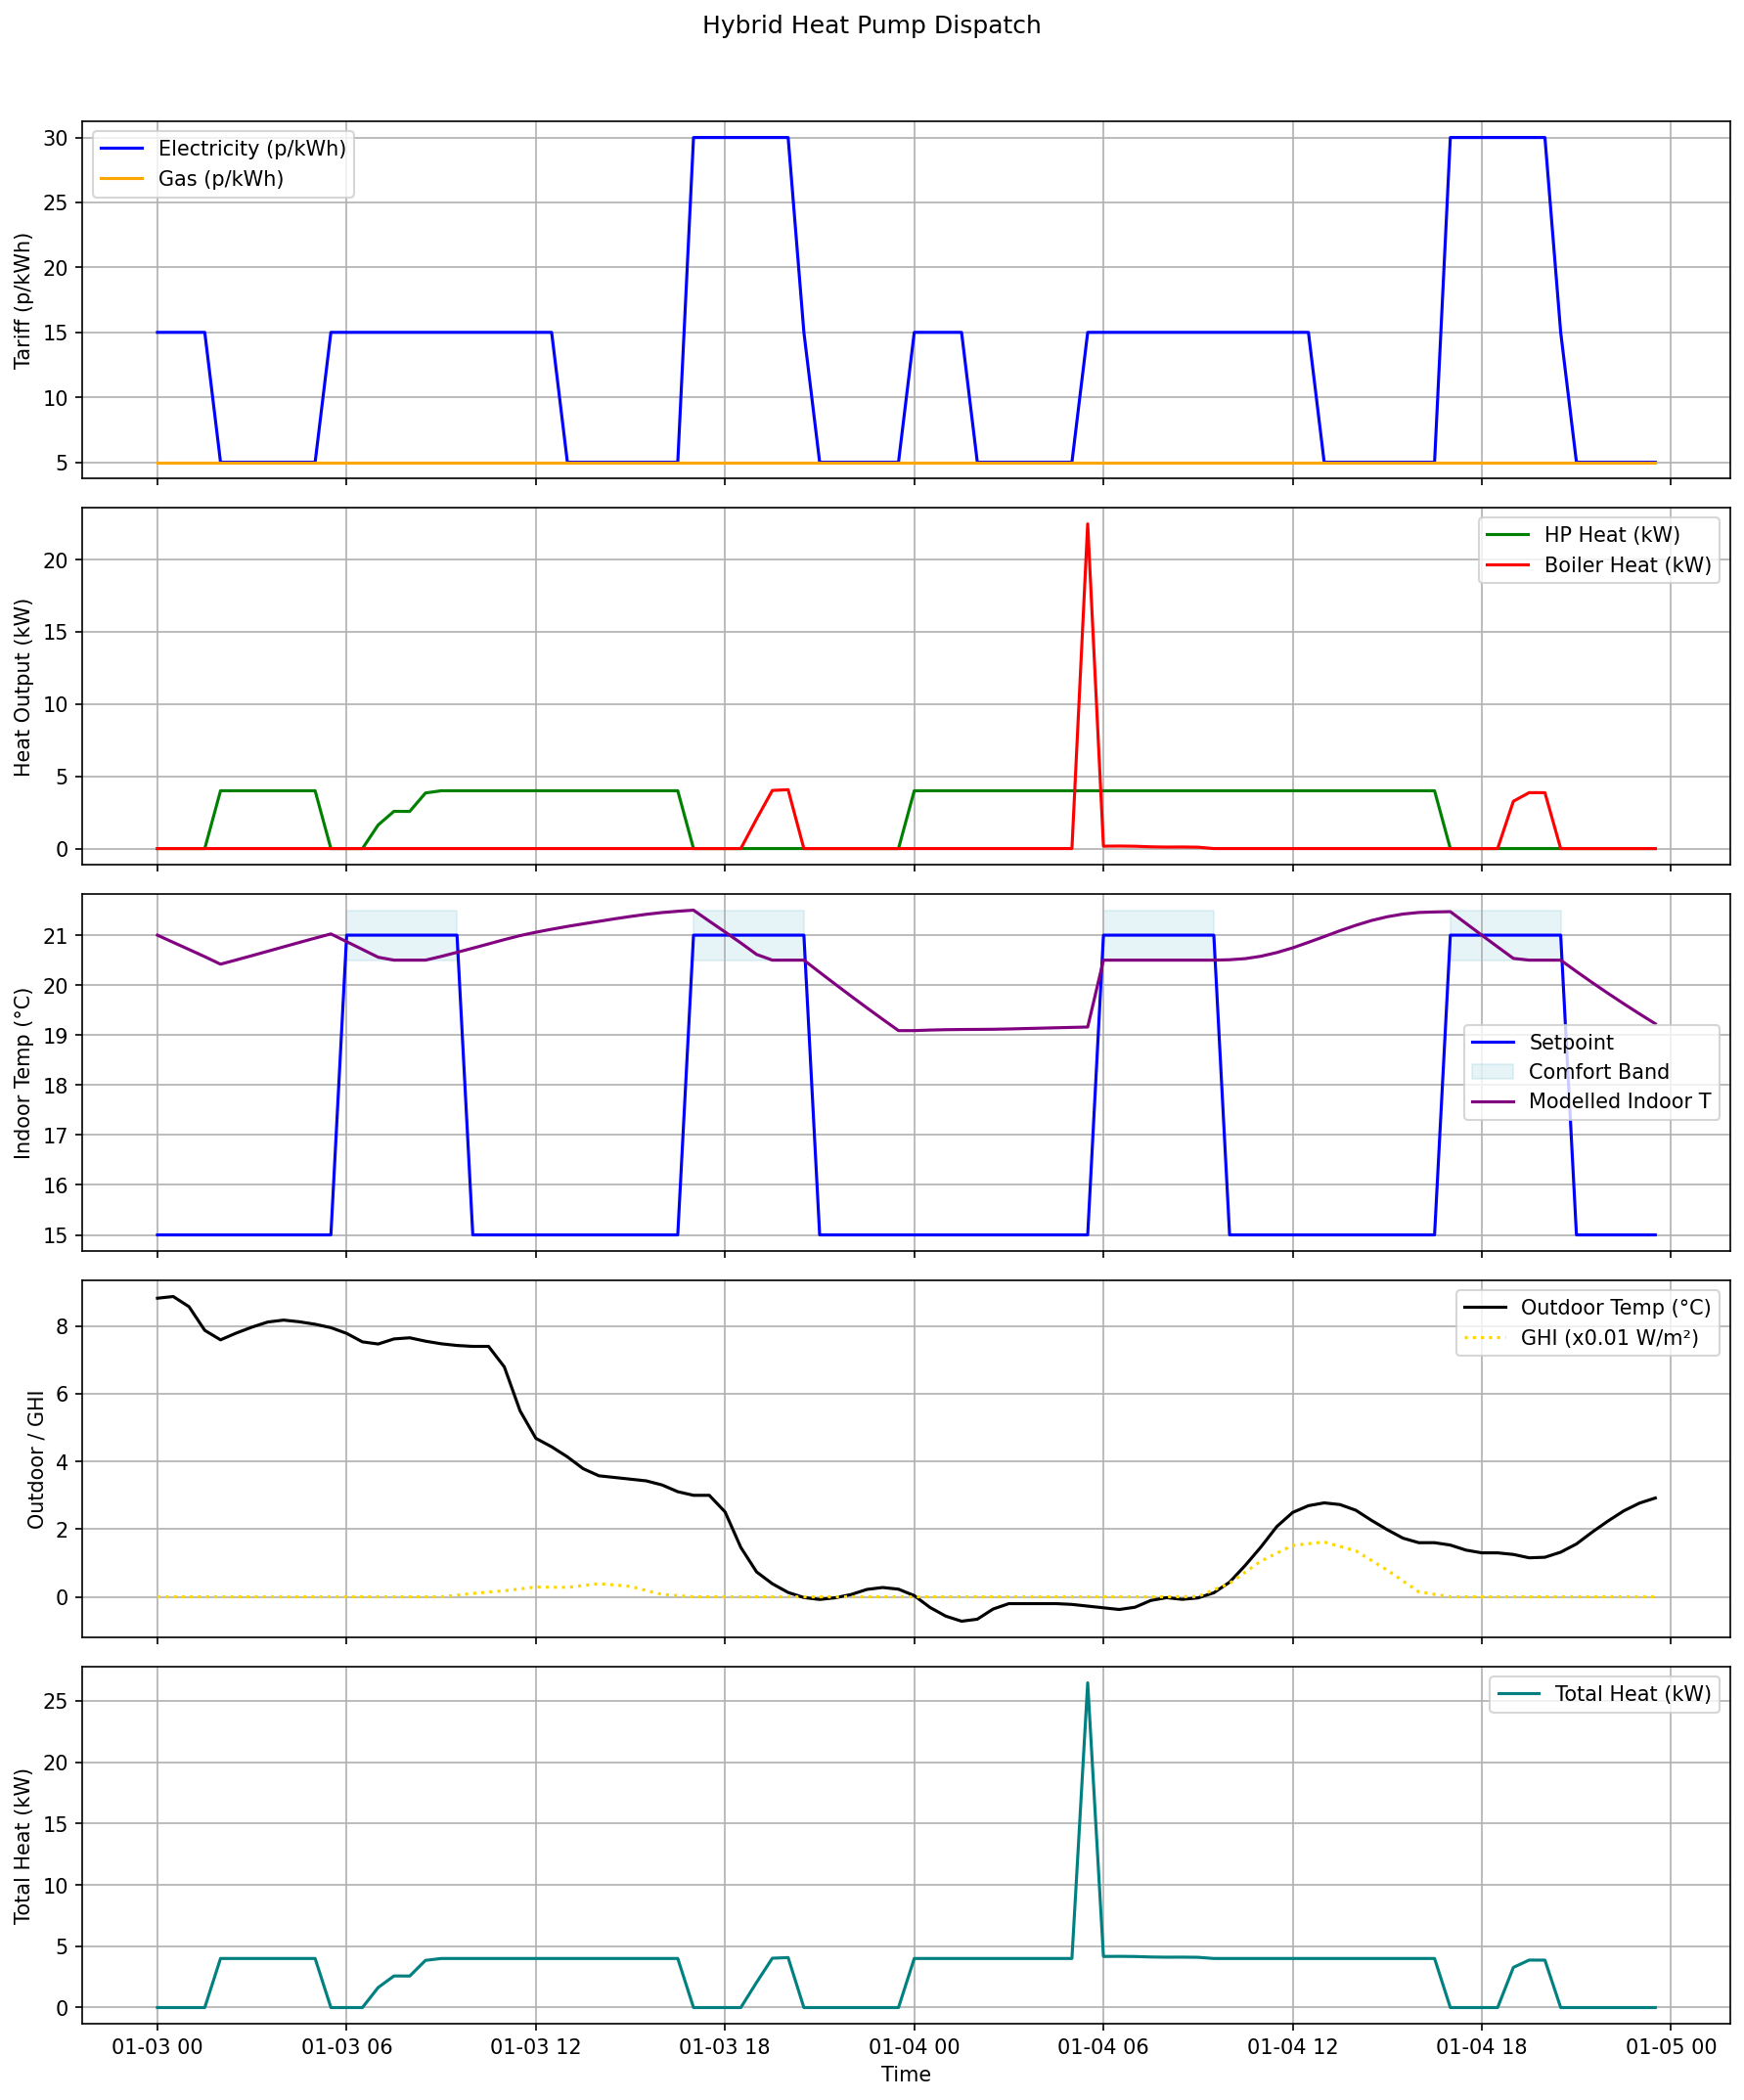 Hybrid Heat Pump Dispatch
Tariff (p/kWh)
30
25
20
15
10
5
Electricity (p/kWh)
Gas (p/kWh)
Heat Output (kW)
20
15
10
5
0
HP Heat (kW)
Boiler Heat (kW)
Indoor Temp (°C)
21
20
19
18
17
16
15
Setpoint
Comfort Band
Modelled Indoor T
Outdoor / GHI
8
6
4
2
0
Outdoor Temp (°C)
GHI (x0.01 W/m²)
Total Heat (kW)
25
20
15
10
5
0
Total Heat (kW)
01-03 00
01-03 06
01-03 12
01-03 18
01-04 00
01-04 06
01-04 12
01-04 18
01-05 00
Time